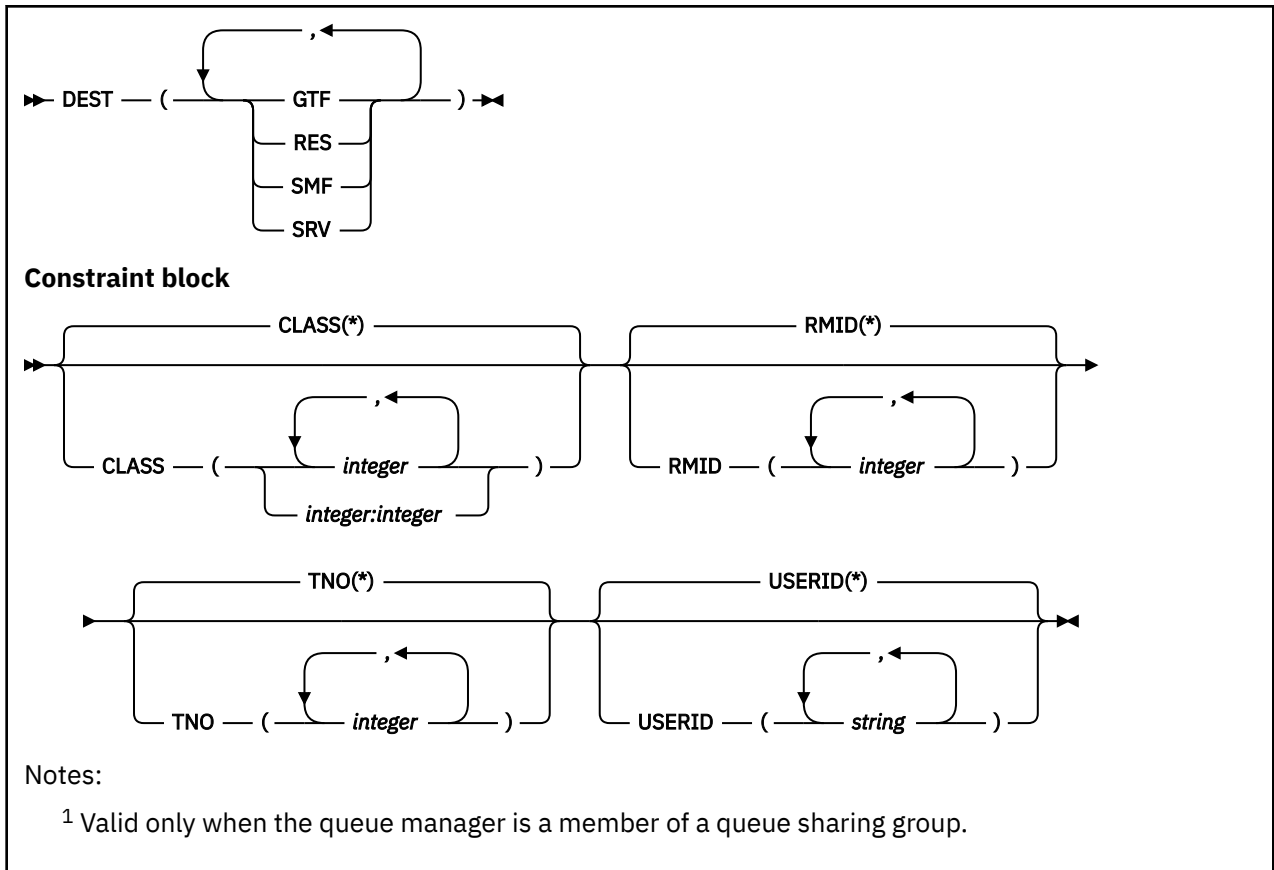 ,
DEST ( GTF )
RES
SMF
SRV
Constraint block
CLASS(*) RMID(*)
, ,
CLASS ( integer ) RMID ( integer )
integer:integer
TNO(*) USERID(*)
, ,
TNO ( integer ) USERID ( string )
Notes:
1 Valid only when the queue manager is a member of a queue sharing group.